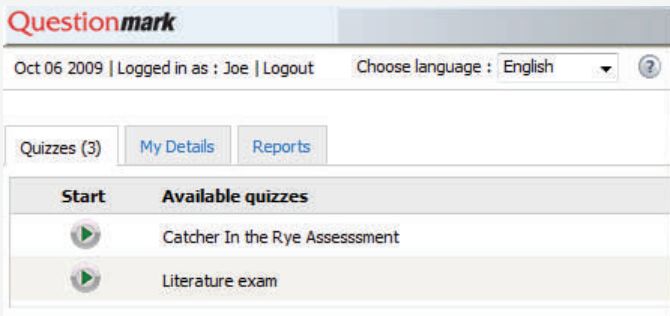 Questionmark
Oct 06 2009 | Logged in as : Joe | Logout Choose language : English ?
Quizzes (3) My Details Reports
Start Available quizzes
Catcher In the Rye Assesssment
Literature exam